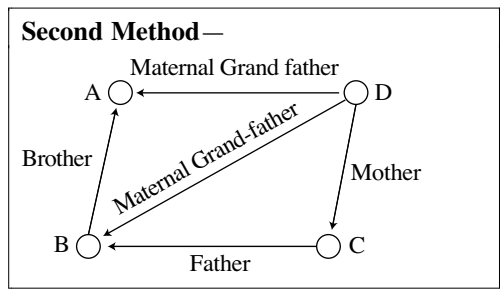 Second Method—
Maternal Grand father
A
D
Maternal Grand-father
Brother
Mother
B
C
Father